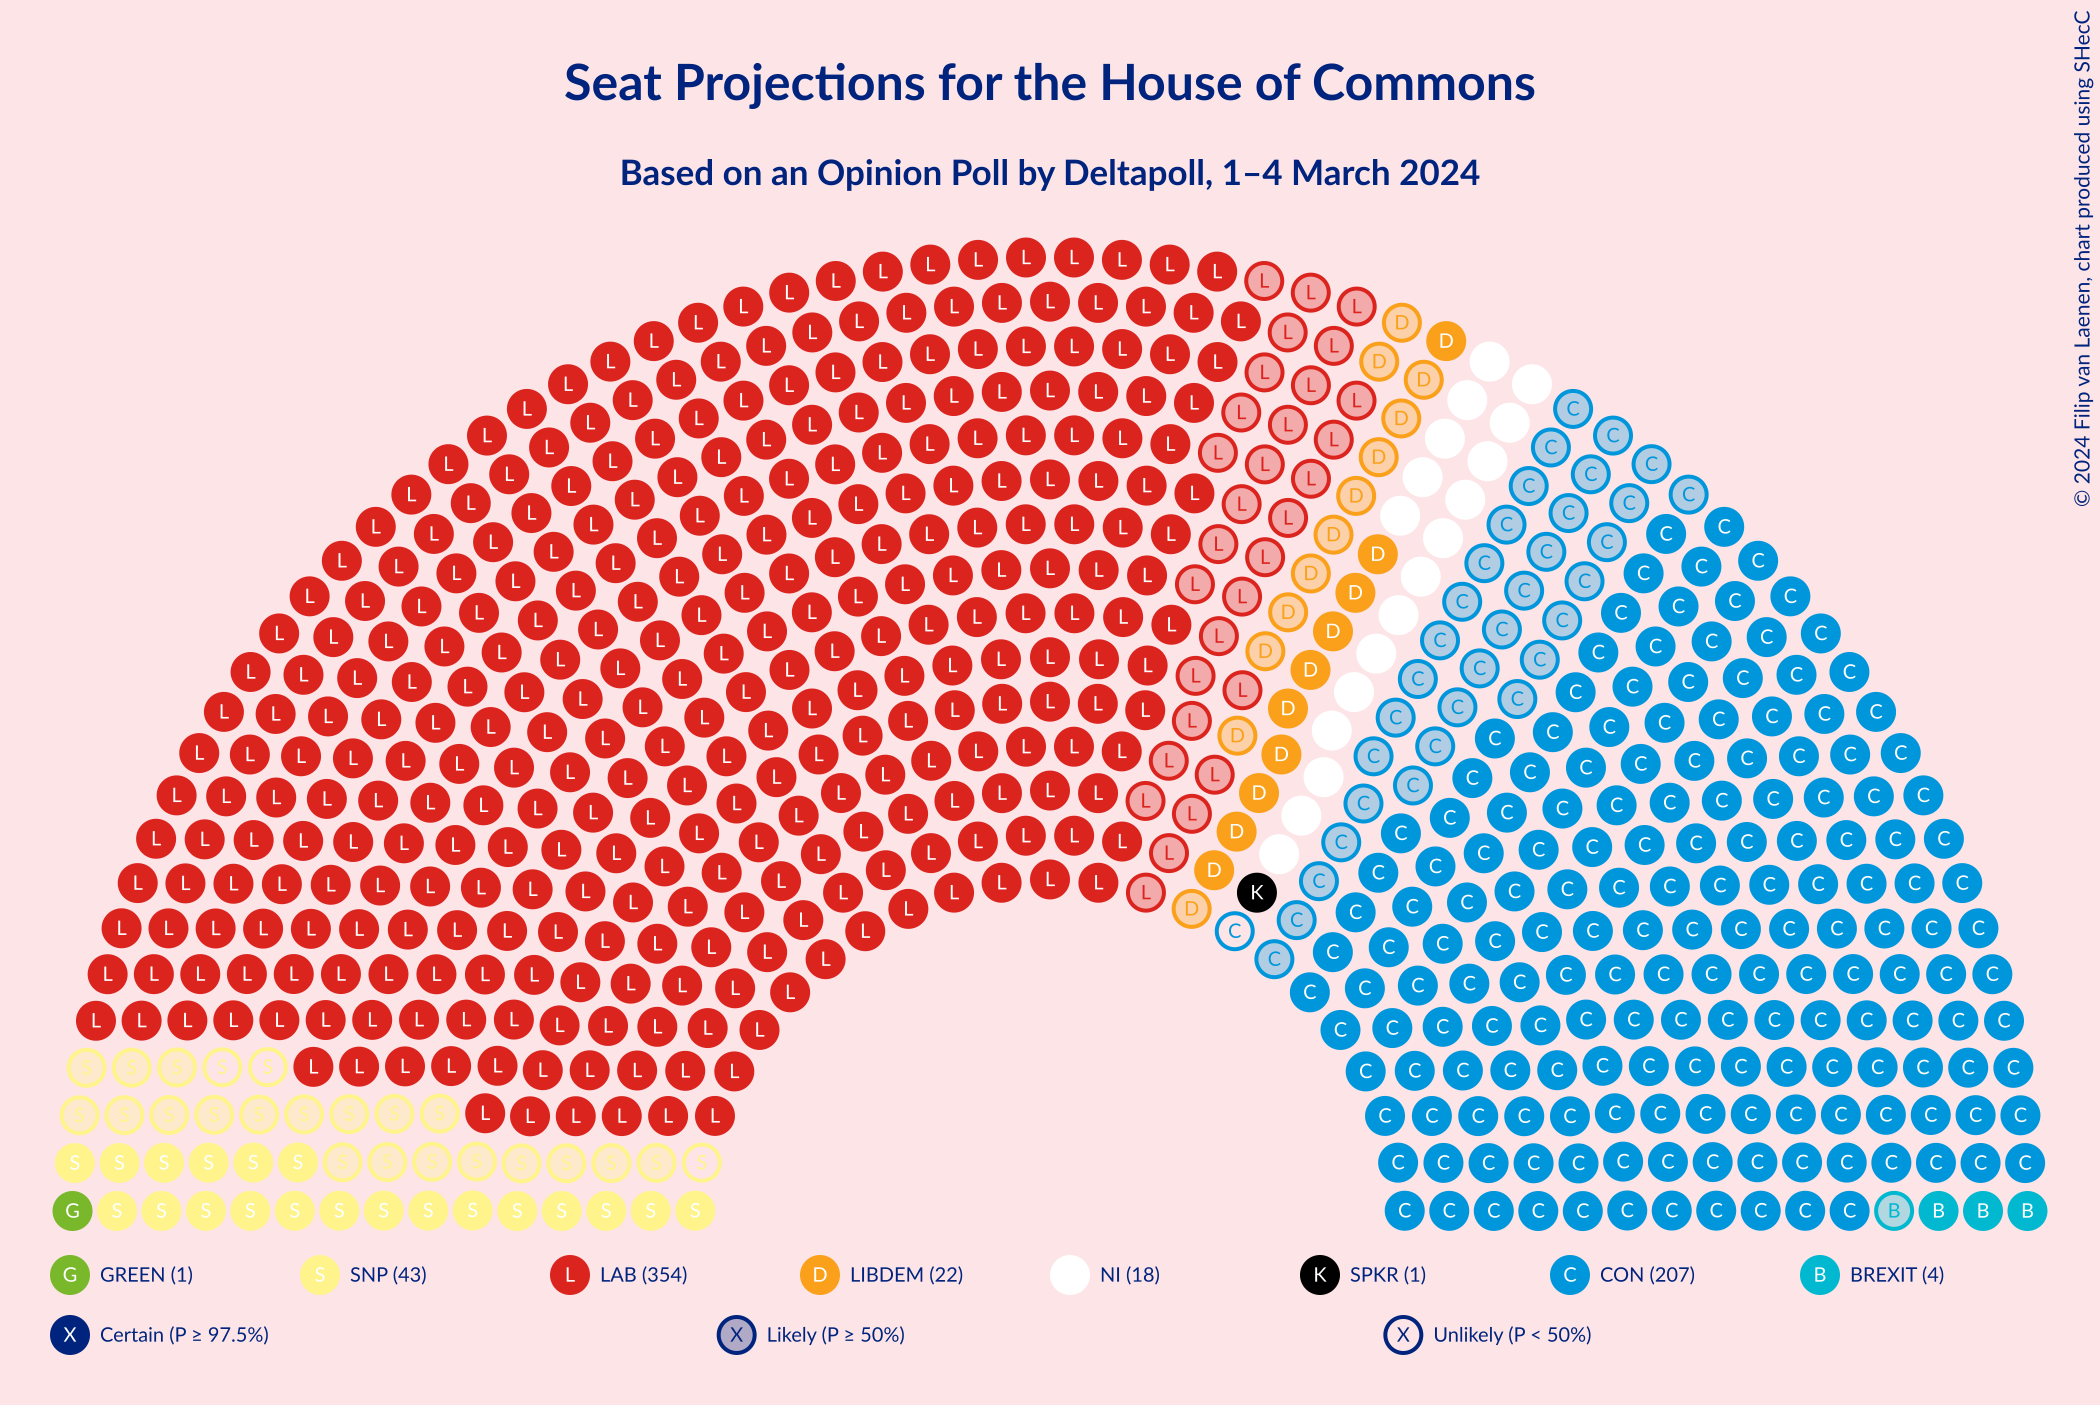 Seat Projections for the House of Commons
Based on an Opinion Poll by Deltapoll, 1–4 March 2024
© 2024 Filip van Laenen, chart produced using SHecC
G GREEN (1) S SNP (43) L LAB (354) D LIBDEM (22) NI (18) K SPKR (1) C CON (207) B BREXIT (4)
X Certain (P ≥ 97.5%) X Likely (P ≥ 50%) X Unlikely (P < 50%)